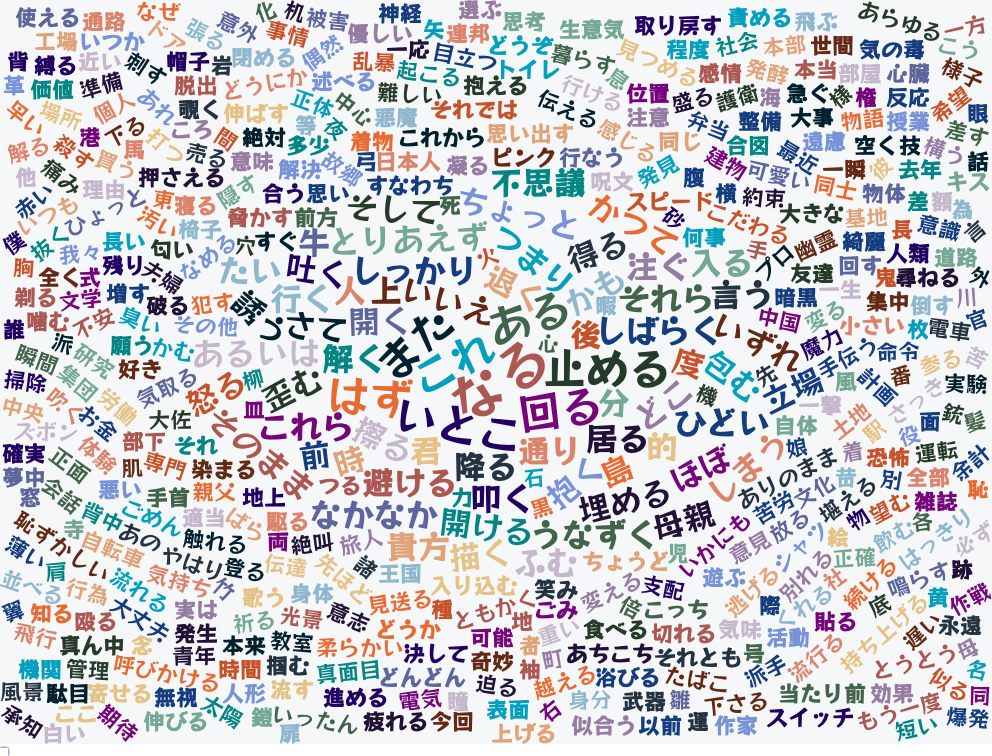 使える 通路 なぜ 化 机 被害 神経 選ぶ 思考 生意気 取り戻す 責める 飛ぶ あらゆる 一方
工場 いつか ドア 張る 意外 事情 偶然 優しい 矢 連邦 どうぞ 暮らす 見つめる 程度 社会 本部 世間 気の毒 こう
背 縛る 近い 刺す 帽子 岩 閉める 乱暴 一応 目立つ トイレ 息 感情 発酵 本当 部屋 心臓 様子
革 価値 準備 脱出 どうにか 述べる 起こる 抱える 行ける 位置 盛る 護衛 海 急ぐ 様 権 反応 希望
早い 場所 個人 あれ 覗く 伸ばす 正体 中心 難しい 悪魔 それでは 伝える 注意 弁当 整備 大事 物語 授業 眼
解る 殺す 港 下る 馬 打つ ころ 間 絶対 等 多少 夜 着物 これから 思い出す 感じる 同じ 合図 遠慮 空く 技 構う 差す
他 痛み 買う 売る 意味 解決 故郷 弓 日本人 凝る ピンク 行なう 発見 建物 最近 一瞬 彼 去年 話
赤い 理由 押さえる 隠す 合う 思い すなわち 不思議 呪文 腹 横 可愛い 約束 同士 物体 差 額 キス 為
僕 いつも ひょっと 東 寝る 脅かす 前方 そして 死 ちょっと かつて スピード 砂 こだわる 大きな 基地 長 意識 言
抜く 我々 長い 汚い 椅子 穴 すぐ 牛 とりあえず つまり 得る 何事 手 プロ 幽霊 綺麗 人類 道路
胸 全く 式 残り 夫婦 匂い なめる たい 吐く しっかり 火 退く かも 暇 注ぐ 入る 友達 回す 鬼 尋ねる 外
剃る 文学 増す 破る 犯す 誘う 行く 人 上 いいえ ある それら 言う 暗黒 一生 集中 倒す 川
誰 噛む 不安 臭い その他 さて 開く また 心 後 しばらく いずれ 中国 変る 魔力 小さい 枚 電車 官
瞬間 派 研究 願う かむ あるいは 解く これ なる 止める 度 包む 先 立場 手伝う 命令 参る 苦
掃除 集団 好き 気取る 怒る 柳 歪む はず 機 風 計画 番 さっき 実験
中央 吹く 労働 お金 大佐 皿 これら いとこ 回る 分 どこ ひどい 一撃 土地 役 面 銃 髪
確実 ズボン 体験 部下 それ そのまま 擦る 君 通り 居る 的 自体 駅 運転
夢中 正面 肌 専門 染まる 前 時 降る 島 ほぼ しまう 娘 着 恐怖 余計
窓 会話 悪い 手首 親父 地上 つる 避ける 力 叩く 石 黒 抱く 埋める ありのまま 昔 別 全部 恥
寺 背中 ごめん 適当 ばら 駆る なかなか 開ける うなずく 母親 苦労 文化 堪える 物 望む 雑誌
恥ずかしい 自転車 あの やはり 触れる 両 絶叫 旅人 貴方 描く ふむ ちょうど 児 いかにも 意見 放る シャツ 絵 各 はっきり 必ず
薄い 肩 気持ち 竹 登る 伝達 先ほど 諸 王国 入り込む 笑み 変える 支配 遊ぶ 別れる 正確 飲む
並べる 行為 流れる 歌う 身体 見送る 種 ともかく ごみ 倍 こっち 逃げる 際 くれる 社 続ける 鳴らす 跡
翼 知る 殴る 大丈夫 実は 祈る 光景 意志 どうか 地 重い 食べる 切れる 気味 活動 貼る 底 黄 作戦
飛行 真ん中 念 発生 本来 教室 柔らかい 決して 可能 者 町 あちこち それとも 号 派手 流行る 持ち上げる 遅い 永遠
機関 管理 呼びかける 青年 時間 掴む 真面目 どんどん 奇妙 袖 越える 浴びる たばこ 下さる 当たり前 効果 とうとう 母 似る 名
風景 駄目 寄せる 無視 人形 流す 進める 電気 瞳 迫る 表面 右 身分 武器 雛 スイッチ もう一度 同
承知 ここ 白い 期待 伸びる 太陽 鎧 いったん 扉 疲れる 今回 上げる 似合う 以前 運 作家 短い 爆発